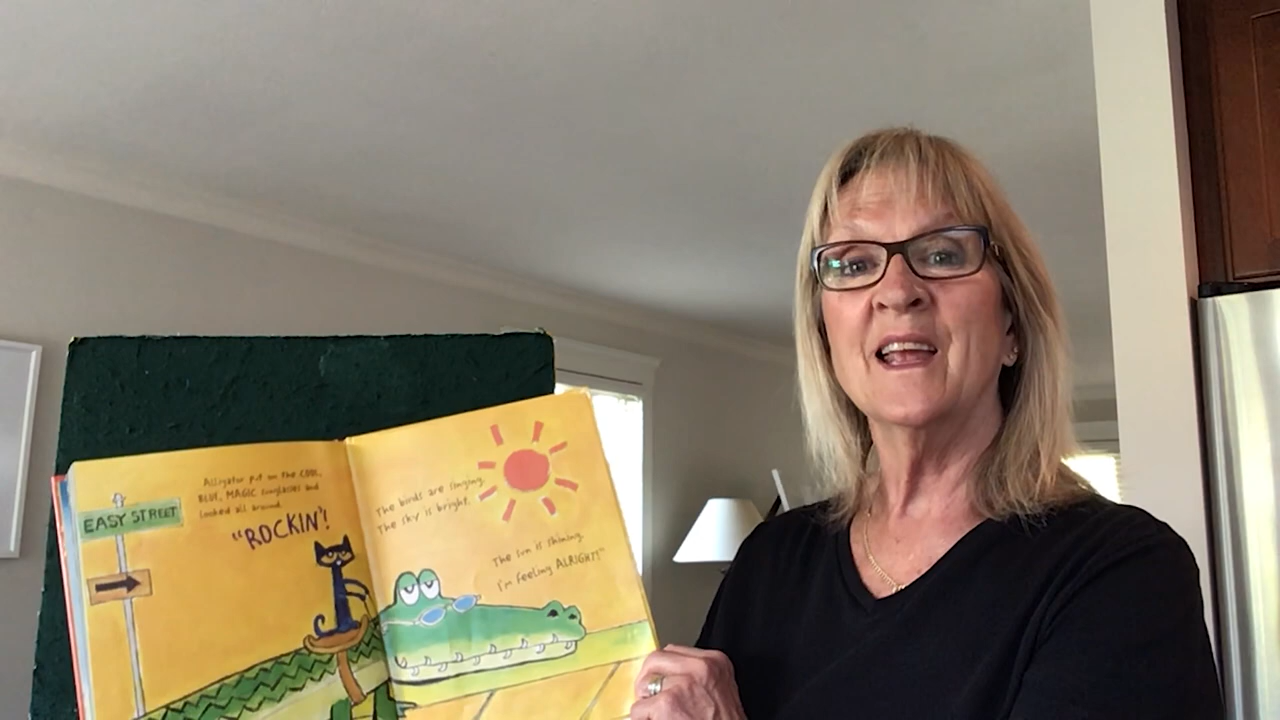 EASY STREET
Alligator put on the COOL,
BLUE, MAGIC sunglasses and
looked all around.
"ROCKIN'!
The birds are singing.
The sky is bright.
The sun is shining.
I'm feeling ALRIGHT!"